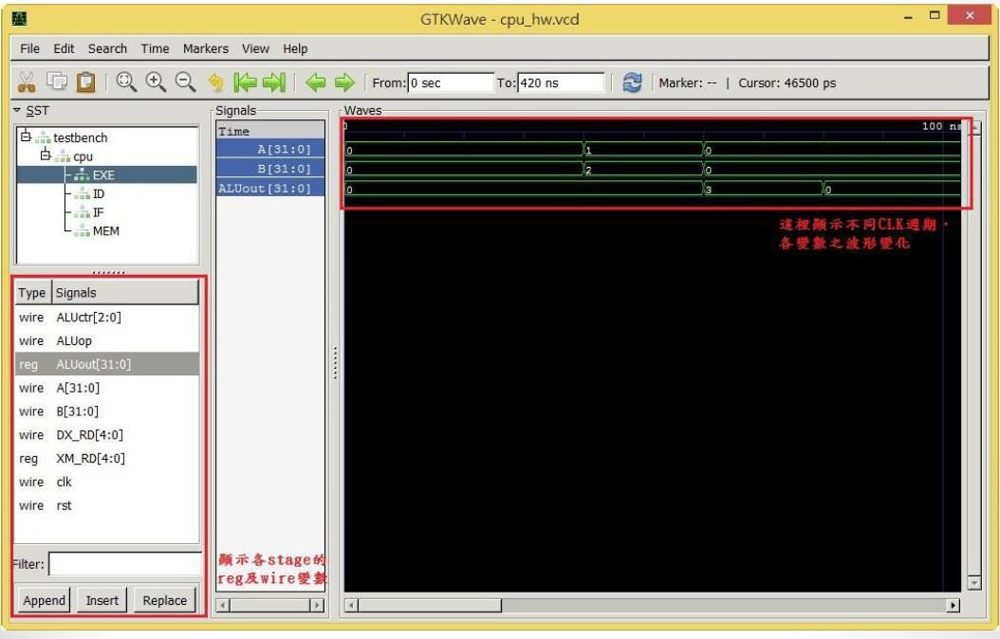 GTKWave - cpu_hw.vcd
File Edit Search Time Markers View Help
From: 0 sec To: 420 ns Marker: -- | Cursor: 46500 ps
SST
testbench
cpu
EXE
ID
IF
MEM
Type Signals
wire ALUctr[2:0]
wire ALUop
reg ALUout[31:0]
wire A[31:0]
wire B[31:0]
wire DX_RD[4:0]
reg XM_RD[4:0]
wire clk
wire rst
Filter:
Append Insert Replace
Signals
Time
A[31:0]
B[31:0]
ALUout[31:0]
顯示各stage的
reg及wire變數
Waves
0 100 ns
0 1 0
0 2 0
0 3 0
這裡顯示不同CLK週期，
各變數之波形變化